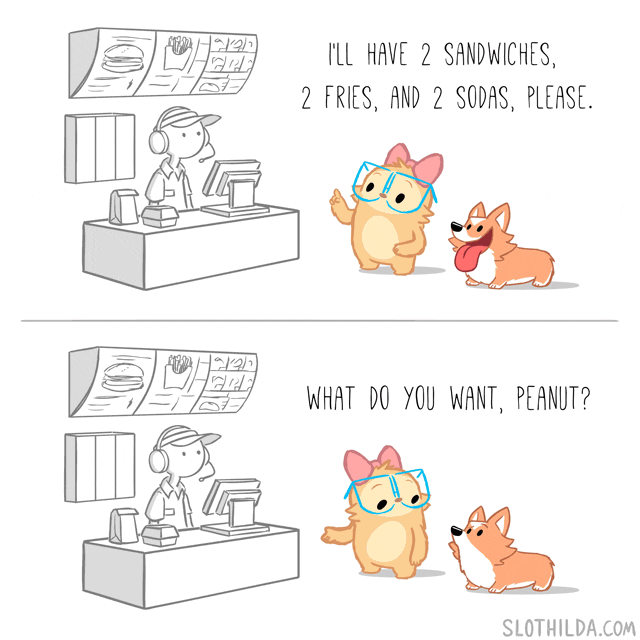 I'LL HAVE 2 SANDWICHES,
2 FRIES, AND 2 SODAS, PLEASE.
WHAT DO YOU WANT, PEANUT?
SLOTHILDA.COM